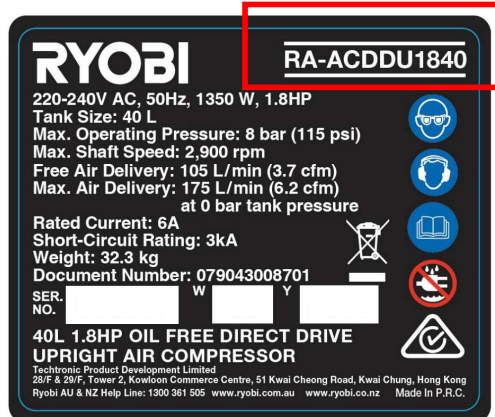 RYOBI
RA-ACDDU1840
220-240V AC, 50Hz, 1350 W, 1.8HP
Tank Size: 40 L
Max. Operating Pressure: 8 bar (115 psi)
Max. Shaft Speed: 2,900 rpm
Free Air Delivery: 105 L/min (3.7 cfm)
Max. Air Delivery: 175 L/min (6.2 cfm)
at 0 bar tank pressure
Rated Current: 6A
Short-Circuit Rating: 3kA
Weight: 32.3 kg
Document Number: 079043008701
SER. NO. W Y
40L 1.8HP OIL FREE DIRECT DRIVE
UPRIGHT AIR COMPRESSOR
Techtronic Product Development Limited
28/F & 29/F, Tower 2, Kowloon Commerce Centre, 51 Kwai Cheong Road, Kwai Chung, Hong Kong
Ryobi AU & NZ Help Line: 1300 361 505 www.ryobi.com.au www.ryobi.co.nz Made In P.R.C.